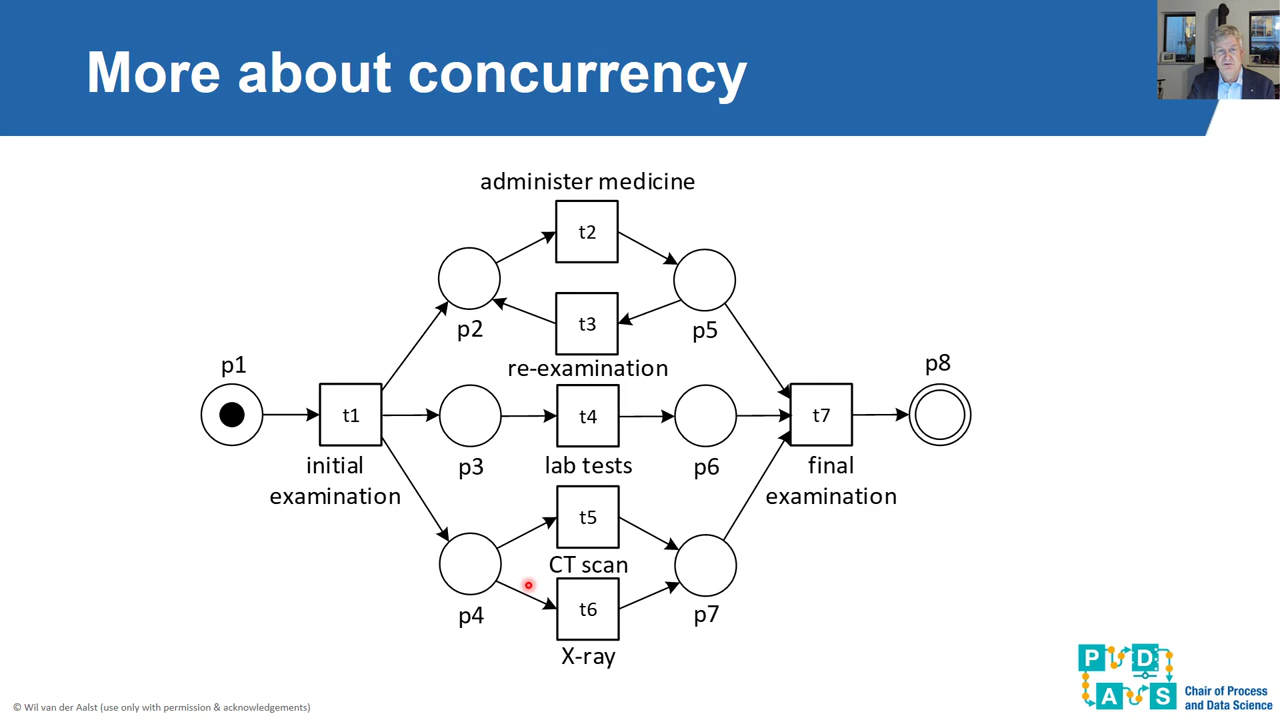 More about concurrency
administer medicine
t2
p2
t3
p5
re-examination
p1
t1
initial
examination
p3
t4
lab tests
p6
t7
final
examination
p8
t5
CT scan
p4
t6
X-ray
p7
P D
A S
Chair of Process
and Data Science
© Wil van der Aalst (use only with permission & acknowledgements)